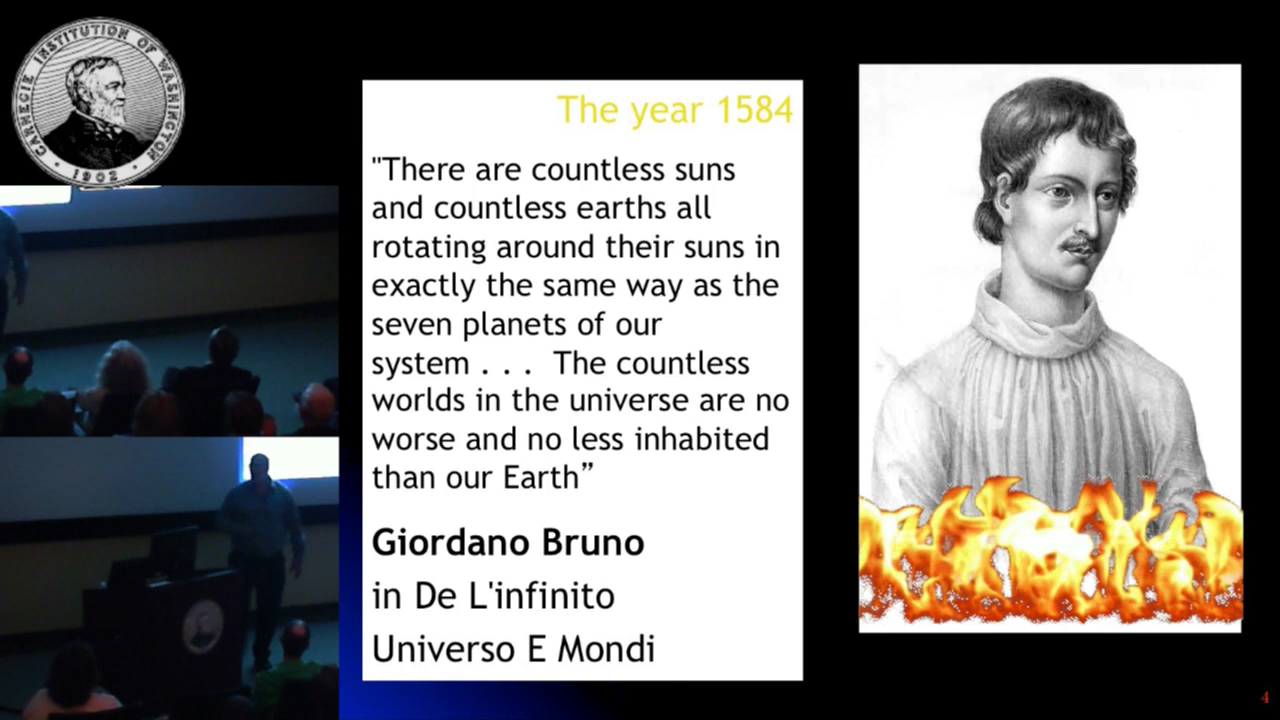 CARNEGIE INSTITUTION OF WASHINGTON
1902
The year 1584
"There are countless suns
and countless earths all
rotating around their suns in
exactly the same way as the
seven planets of our
system . . .  The countless
worlds in the universe are no
worse and no less inhabited
than our Earth”
Giordano Bruno
in De L'infinito
Universo E Mondi
4